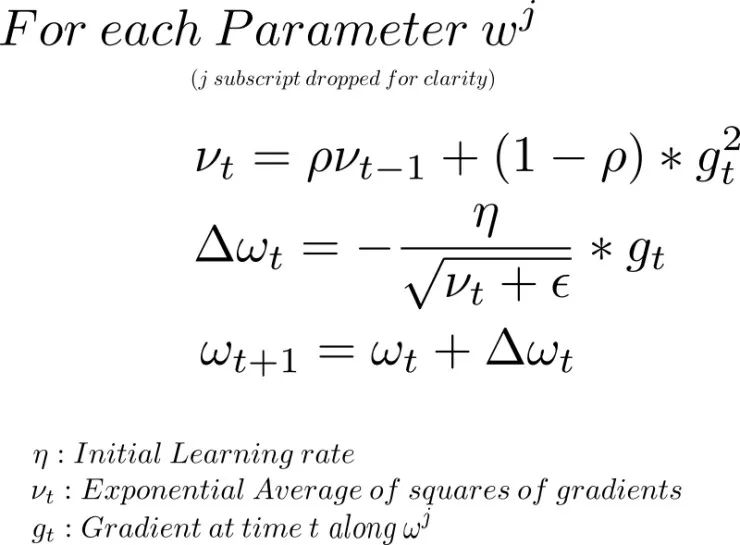 For each Parameter w^j
(j subscript dropped for clarity)
ν_t = ρν_{t−1} + (1 − ρ) ∗ g_t^2
Δω_t = −η/√(ν_t + ϵ) ∗ g_t
ω_{t+1} = ω_t + Δω_t
η : Initial Learning rate
ν_t : Exponential Average of squares of gradients
g_t : Gradient at time t along ω^j